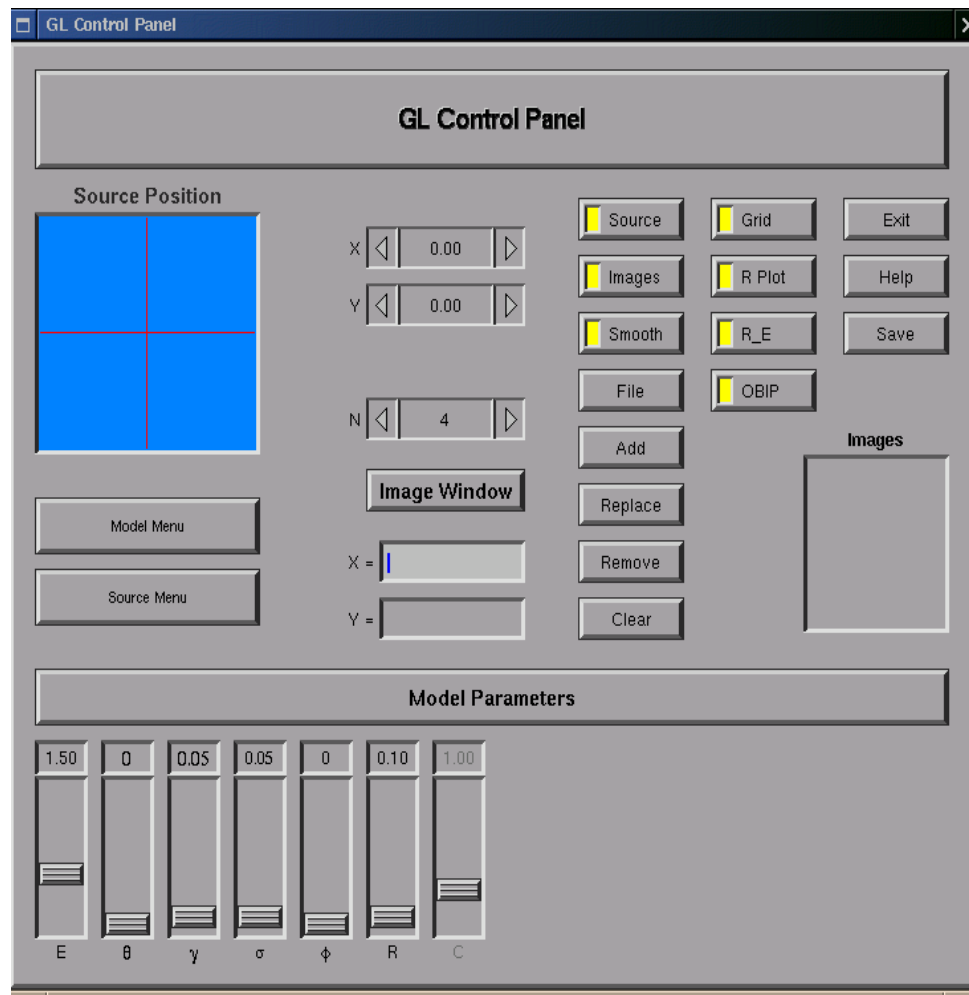 GL Control Panel
GL Control Panel
Source Position
X 0.00
Y 0.00
N 4
Image Window
X =
Y =
Model Menu
Source Menu
Source Grid Exit
Images R Plot Help
Smooth R_E Save
File OBIP
Add
Replace
Remove
Clear
Images
Model Parameters
1.50 0 0.05 0.05 0 0.10 1.00
E θ γ σ ϕ R C